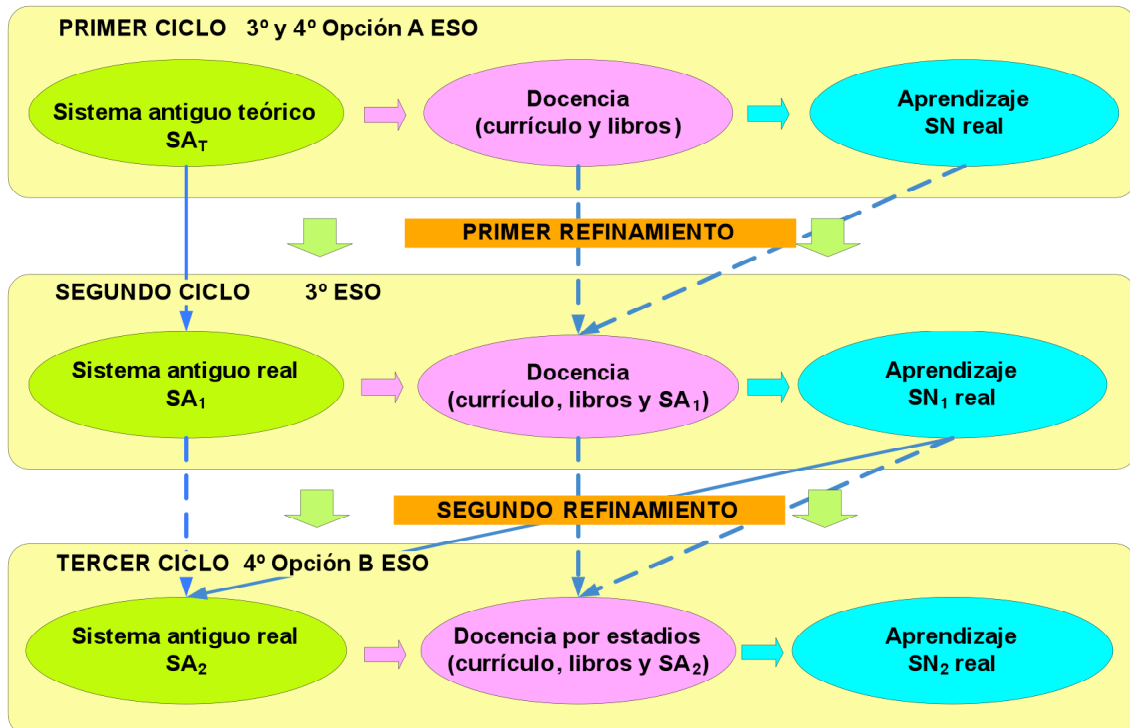 PRIMER CICLO 3º y 4º Opción A ESO
Sistema antiguo teórico
SA_T
Docencia
(currículo y libros)
Aprendizaje
SN real
PRIMER REFINAMIENTO
SEGUNDO CICLO 3º ESO
Sistema antiguo real
SA₁
Docencia
(currículo, libros y SA₁)
Aprendizaje
SN₁ real
SEGUNDO REFINAMIENTO
TERCER CICLO 4º Opción B ESO
Sistema antiguo real
SA₂
Docencia por estadios
(currículo, libros y SA₂)
Aprendizaje
SN₂ real